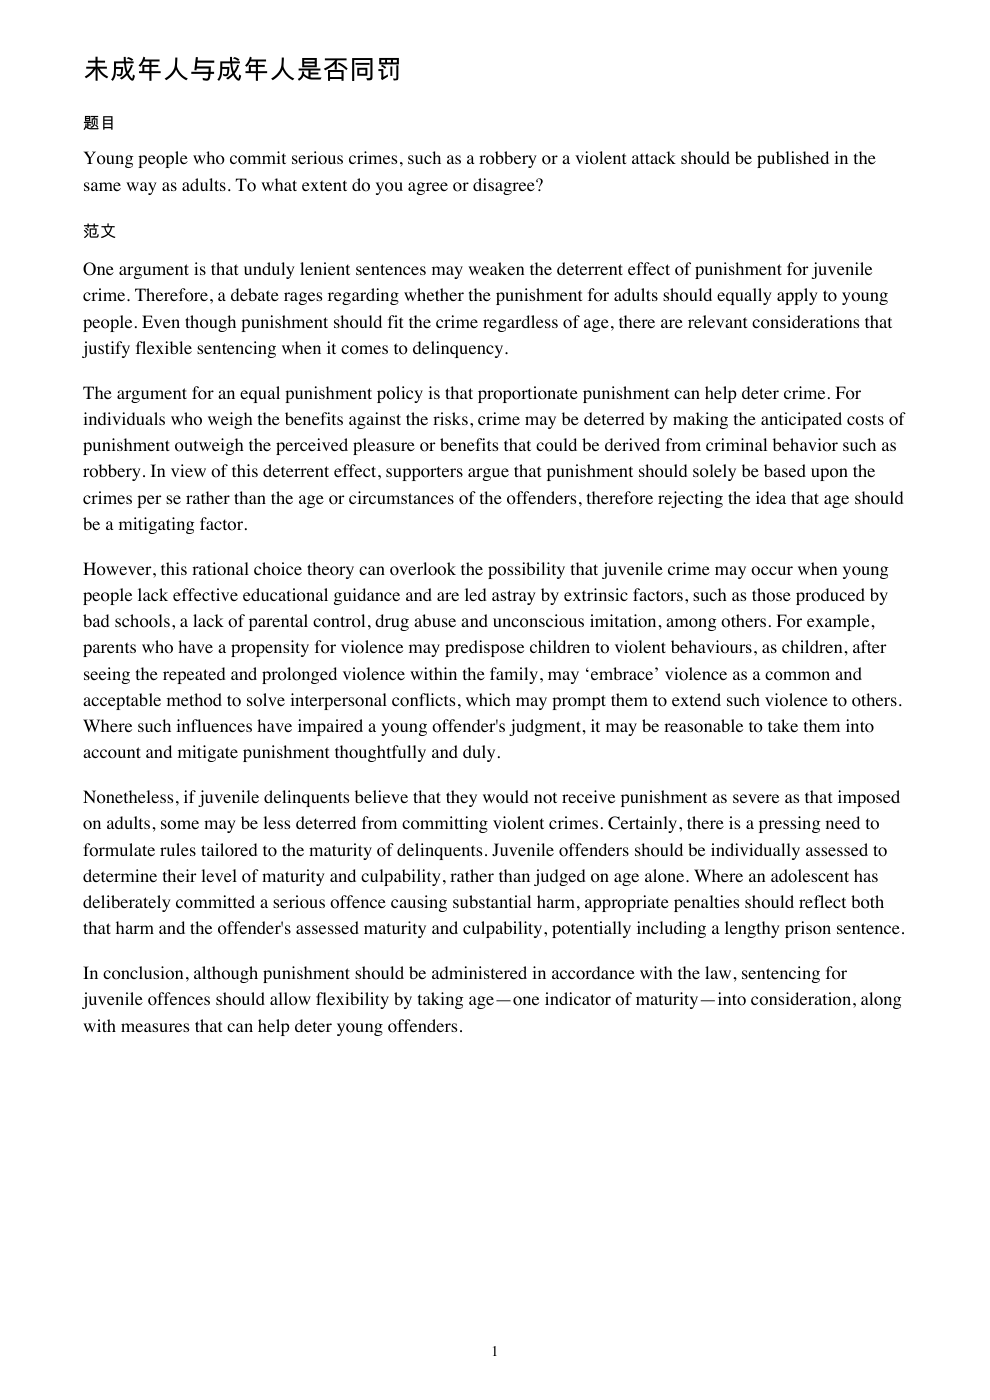 未成年人与成年人是否同罚
题目
Young people who commit serious crimes, such as a robbery or a violent attack should be published in the
same way as adults. To what extent do you agree or disagree?
范文
One argument is that unduly lenient sentences may weaken the deterrent effect of punishment for juvenile
crime. Therefore, a debate rages regarding whether the punishment for adults should equally apply to young
people. Even though punishment should fit the crime regardless of age, there are relevant considerations that
justify flexible sentencing when it comes to delinquency.
The argument for an equal punishment policy is that proportionate punishment can help deter crime. For
individuals who weigh the benefits against the risks, crime may be deterred by making the anticipated costs of
punishment outweigh the perceived pleasure or benefits that could be derived from criminal behavior such as
robbery. In view of this deterrent effect, supporters argue that punishment should solely be based upon the
crimes per se rather than the age or circumstances of the offenders, therefore rejecting the idea that age should
be a mitigating factor.
However, this rational choice theory can overlook the possibility that juvenile crime may occur when young
people lack effective educational guidance and are led astray by extrinsic factors, such as those produced by
bad schools, a lack of parental control, drug abuse and unconscious imitation, among others. For example,
parents who have a propensity for violence may predispose children to violent behaviours, as children, after
seeing the repeated and prolonged violence within the family, may ‘embrace’ violence as a common and
acceptable method to solve interpersonal conflicts, which may prompt them to extend such violence to others.
Where such influences have impaired a young offender's judgment, it may be reasonable to take them into
account and mitigate punishment thoughtfully and duly.
Nonetheless, if juvenile delinquents believe that they would not receive punishment as severe as that imposed
on adults, some may be less deterred from committing violent crimes. Certainly, there is a pressing need to
formulate rules tailored to the maturity of delinquents. Juvenile offenders should be individually assessed to
determine their level of maturity and culpability, rather than judged on age alone. Where an adolescent has
deliberately committed a serious offence causing substantial harm, appropriate penalties should reflect both
that harm and the offender's assessed maturity and culpability, potentially including a lengthy prison sentence.
In conclusion, although punishment should be administered in accordance with the law, sentencing for
juvenile offences should allow flexibility by taking age—one indicator of maturity—into consideration, along
with measures that can help deter young offenders.
1